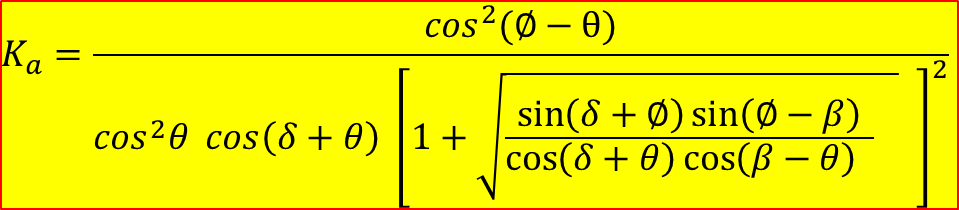 K_a = cos²(∅ − θ) / (cos²θ cos(δ + θ) [1 + √(sin(δ + ∅) sin(∅ − β) / (cos(δ + θ) cos(β − θ)))]²)